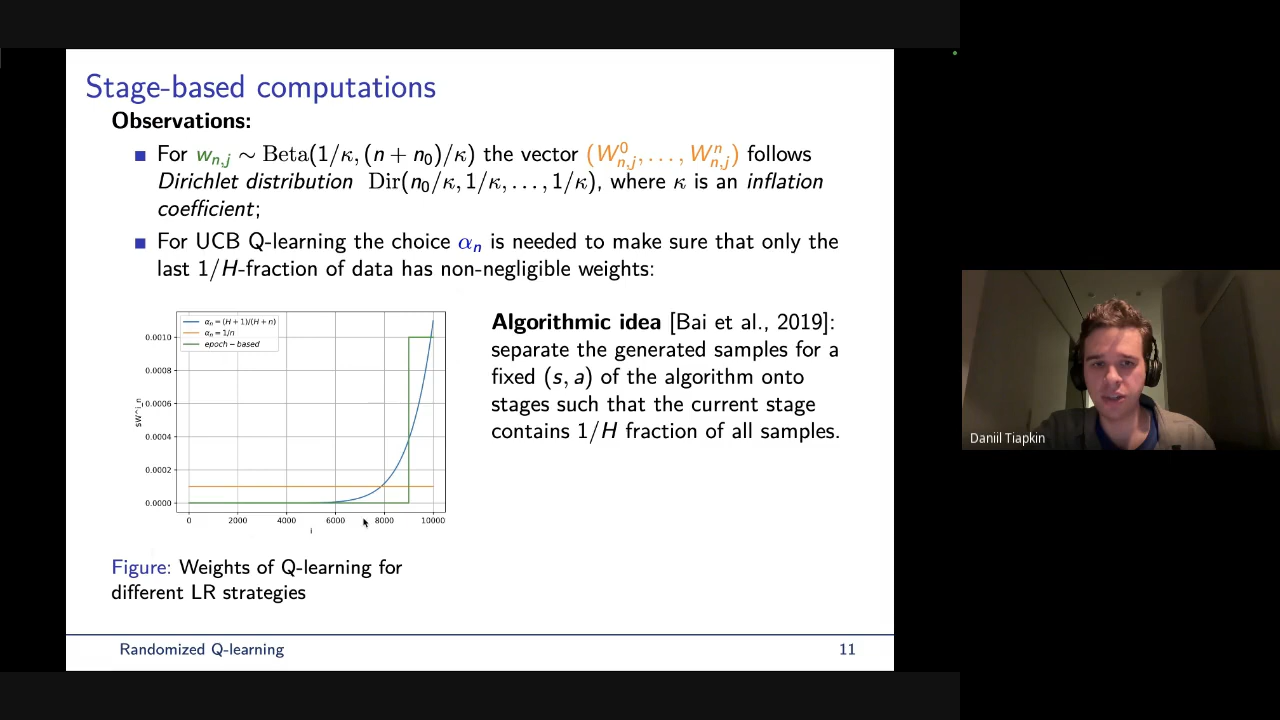 Stage-based computations
Observations:
For w_{n,j} ∼ Beta(1/κ, (n + n_0)/κ) the vector (W^0_{n,j}, . . . , W^n_{n,j}) follows
Dirichlet distribution Dir(n_0/κ, 1/κ, . . . , 1/κ), where κ is an inflation
coefficient;
For UCB Q-learning the choice α_n is needed to make sure that only the
last 1/H-fraction of data has non-negligible weights:
α_n = (H + 1)/(H + n)
α_n = 1/n
epoch − based
0.0010
0.0008
0.0006
0.0004
0.0002
0.0000
$W^i_n
0 2000 4000 6000 8000 10000
i
Figure: Weights of Q-learning for
different LR strategies
Algorithmic idea [Bai et al., 2019]:
separate the generated samples for a
fixed (s, a) of the algorithm onto
stages such that the current stage
contains 1/H fraction of all samples.
Randomized Q-learning
11
Daniil Tiapkin